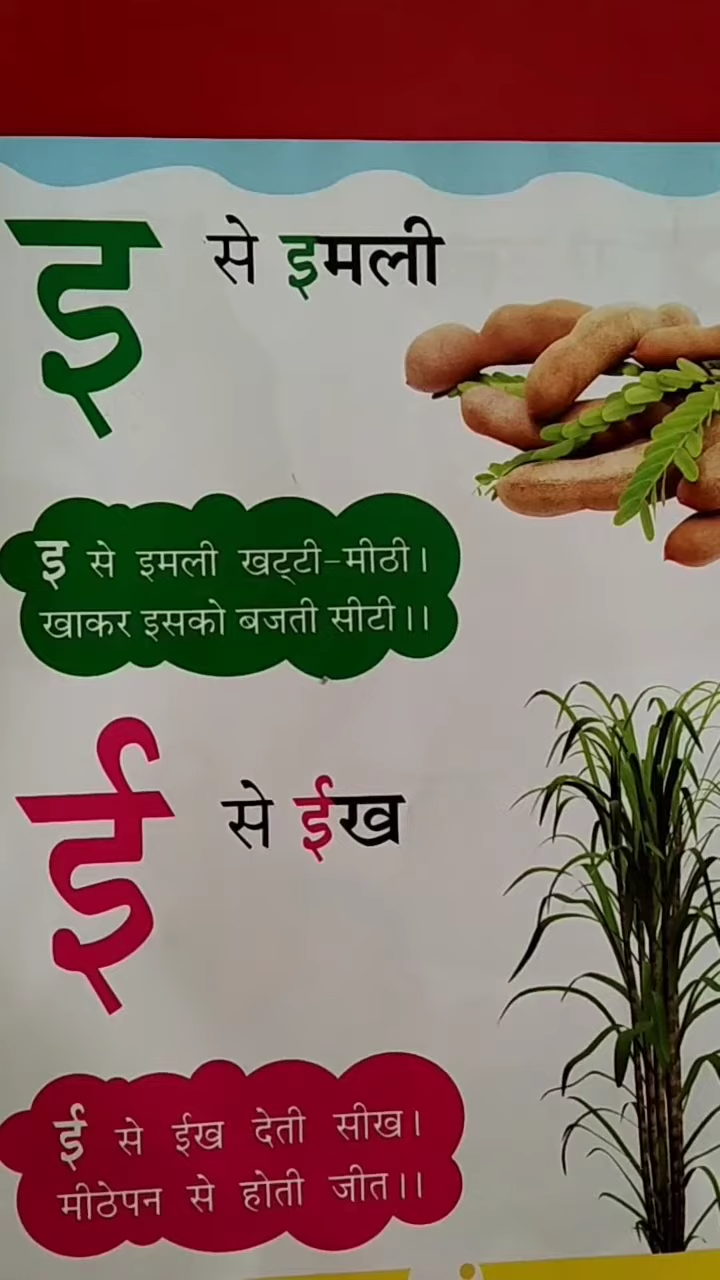 इ से इमली
इ से इमली खट्टी-मीठी।
खाकर इसको बजती सीटी।।
ई से ईख
ई से ईख देती सीख।
मीठेपन से होती जीत।।